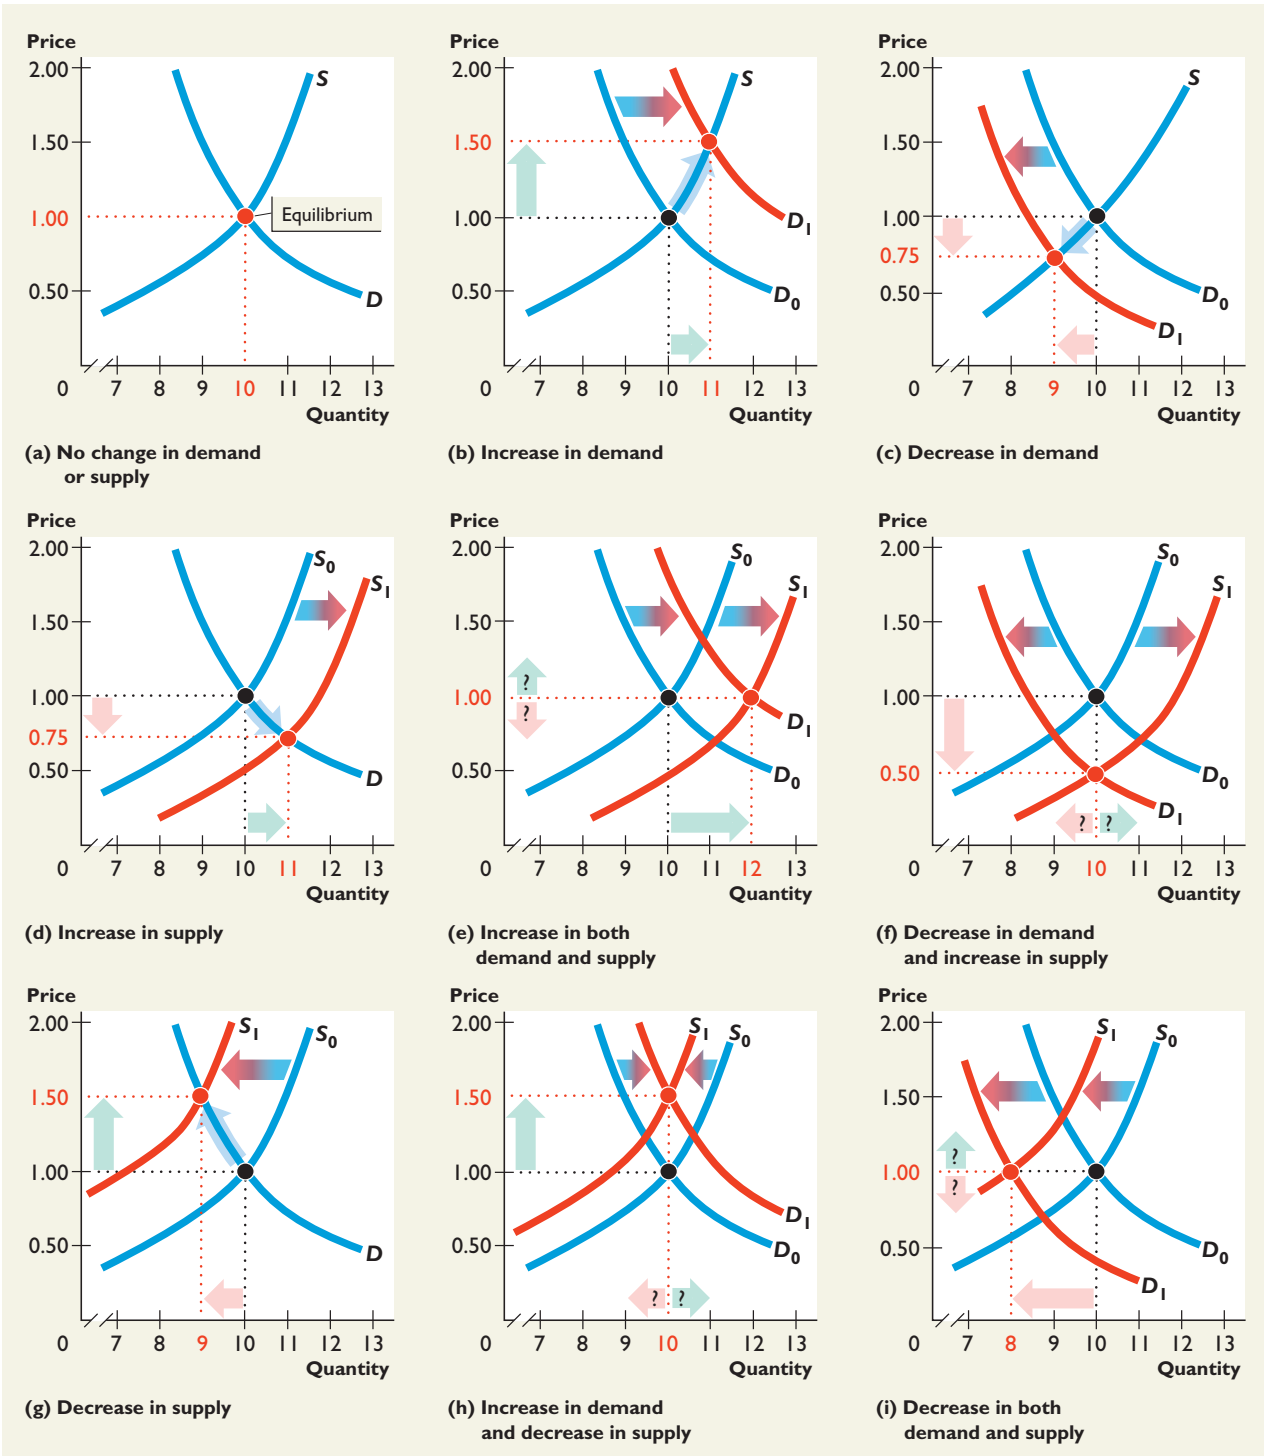 Price
2.00
S
1.50
1.00
Equilibrium
0.50
D
0 7 8 9 10 11 12 13
Quantity
(a) No change in demand
or supply
Price
2.00
S
1.50
1.00
D1
0.50
D0
0 7 8 9 10 11 12 13
Quantity
(b) Increase in demand
Price
2.00
S
1.50
1.00
0.75
0.50
D0
D1
0 7 8 9 10 11 12 13
Quantity
(c) Decrease in demand
Price
2.00
S0
S1
1.50
1.00
0.75
0.50
D
0 7 8 9 10 11 12 13
Quantity
(d) Increase in supply
Price
2.00
S0
S1
1.50
?
1.00
?
D1
0.50
D0
0 7 8 9 10 11 12 13
Quantity
(e) Increase in both
demand and supply
Price
2.00
S0
S1
1.50
1.00
0.50
D0
D1
? ?
0 7 8 9 10 11 12 13
Quantity
(f) Decrease in demand
and increase in supply
Price
2.00
S1
S0
1.50
1.00
0.50
D
0 7 8 9 10 11 12 13
Quantity
(g) Decrease in supply
Price
2.00
S1
S0
1.50
1.00
D1
0.50
D0
? ?
0 7 8 9 10 11 12 13
Quantity
(h) Increase in demand
and decrease in supply
Price
2.00
S1
S0
1.50
?
1.00
?
0.50
D0
D1
0 7 8 9 10 11 12 13
Quantity
(i) Decrease in both
demand and supply